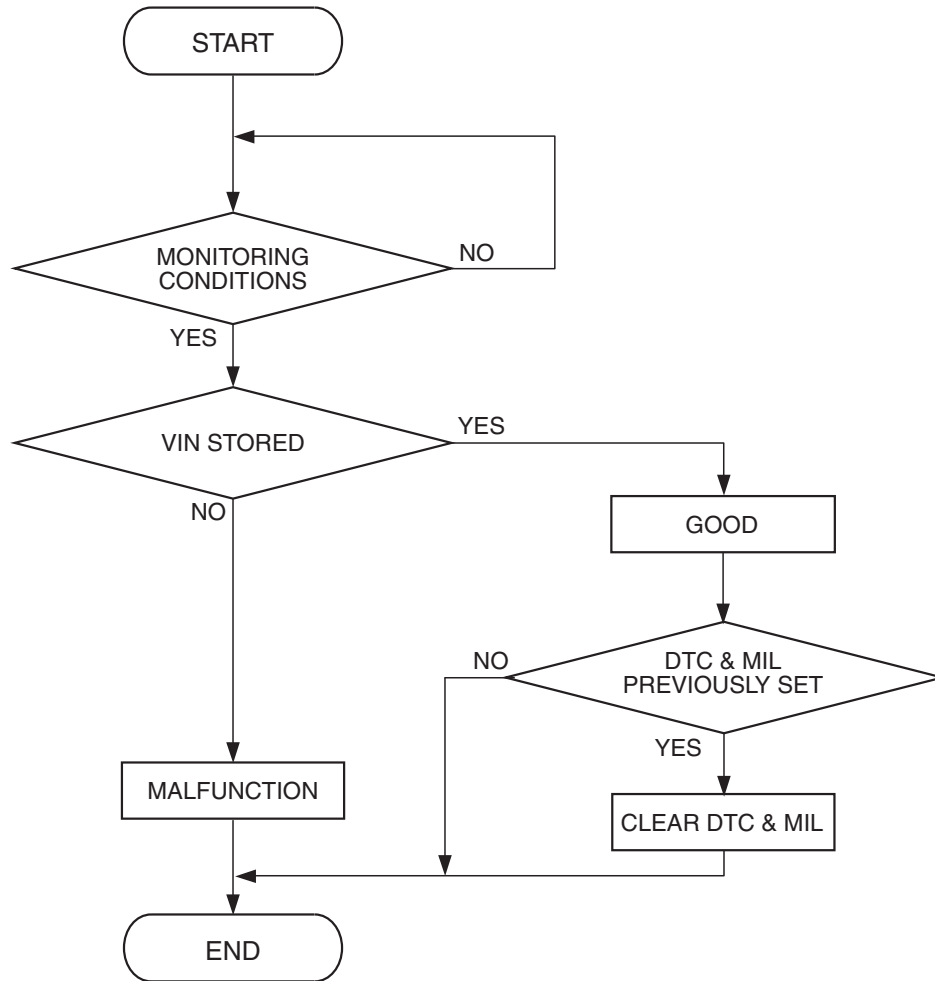 START
MONITORING
CONDITIONS
NO
YES
VIN STORED
YES
NO
GOOD
DTC & MIL
PREVIOUSLY SET
NO
YES
MALFUNCTION
CLEAR DTC & MIL
END